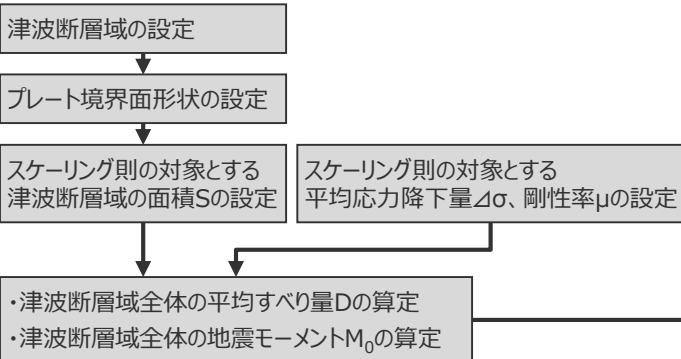 津波断層域の設定
プレート境界面形状の設定
スケーリング則の対象とする
津波断層域の面積Sの設定
スケーリング則の対象とする
平均応力降下量⊿σ、剛性率μの設定
・津波断層域全体の平均すべり量Dの算定
・津波断層域全体の地震モーメントM₀の算定